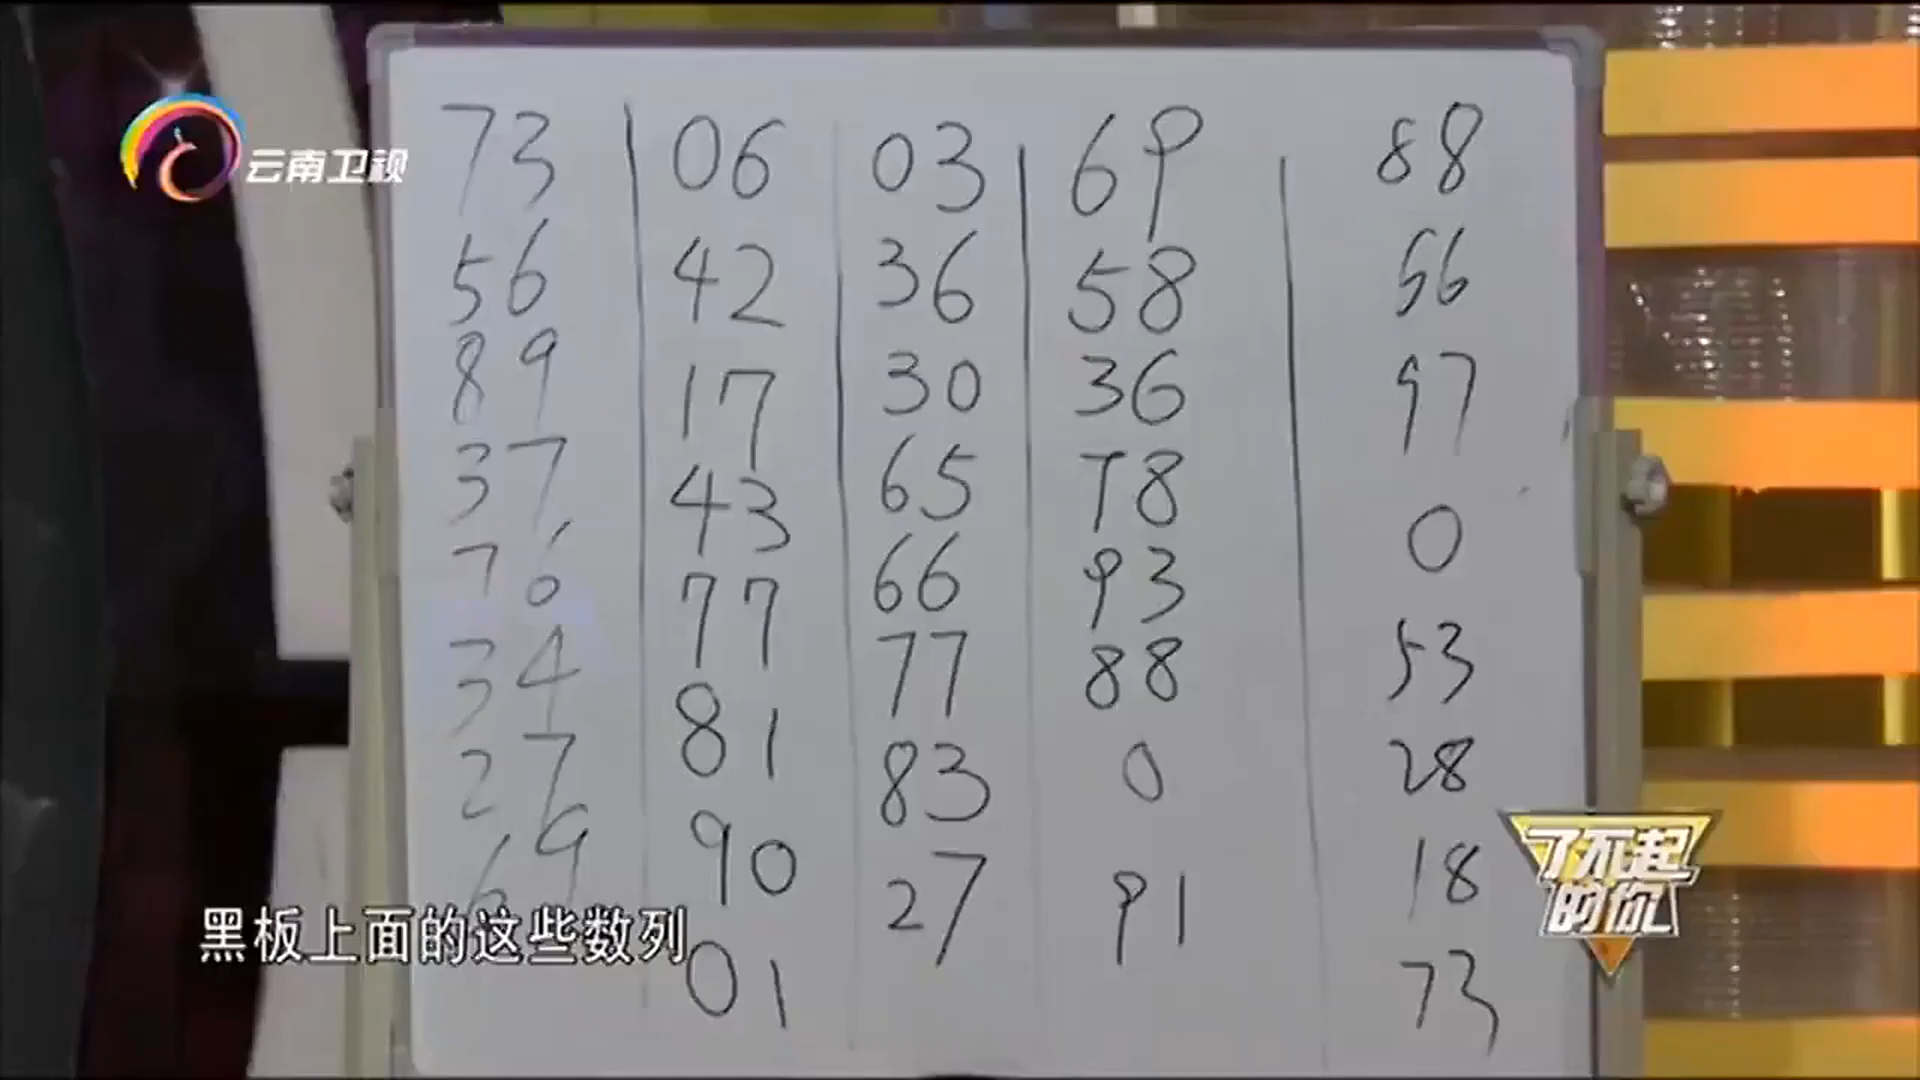 云南卫视
73 06 03 69 88
56 42 36 58 56
89 17 30 36 97
37 43 65 78 0
76 77 66 93 53
34 81 77 88 28
27 90 83 0 18
69 01 27 91 73
了不起
的你
黑板上面的这些数列